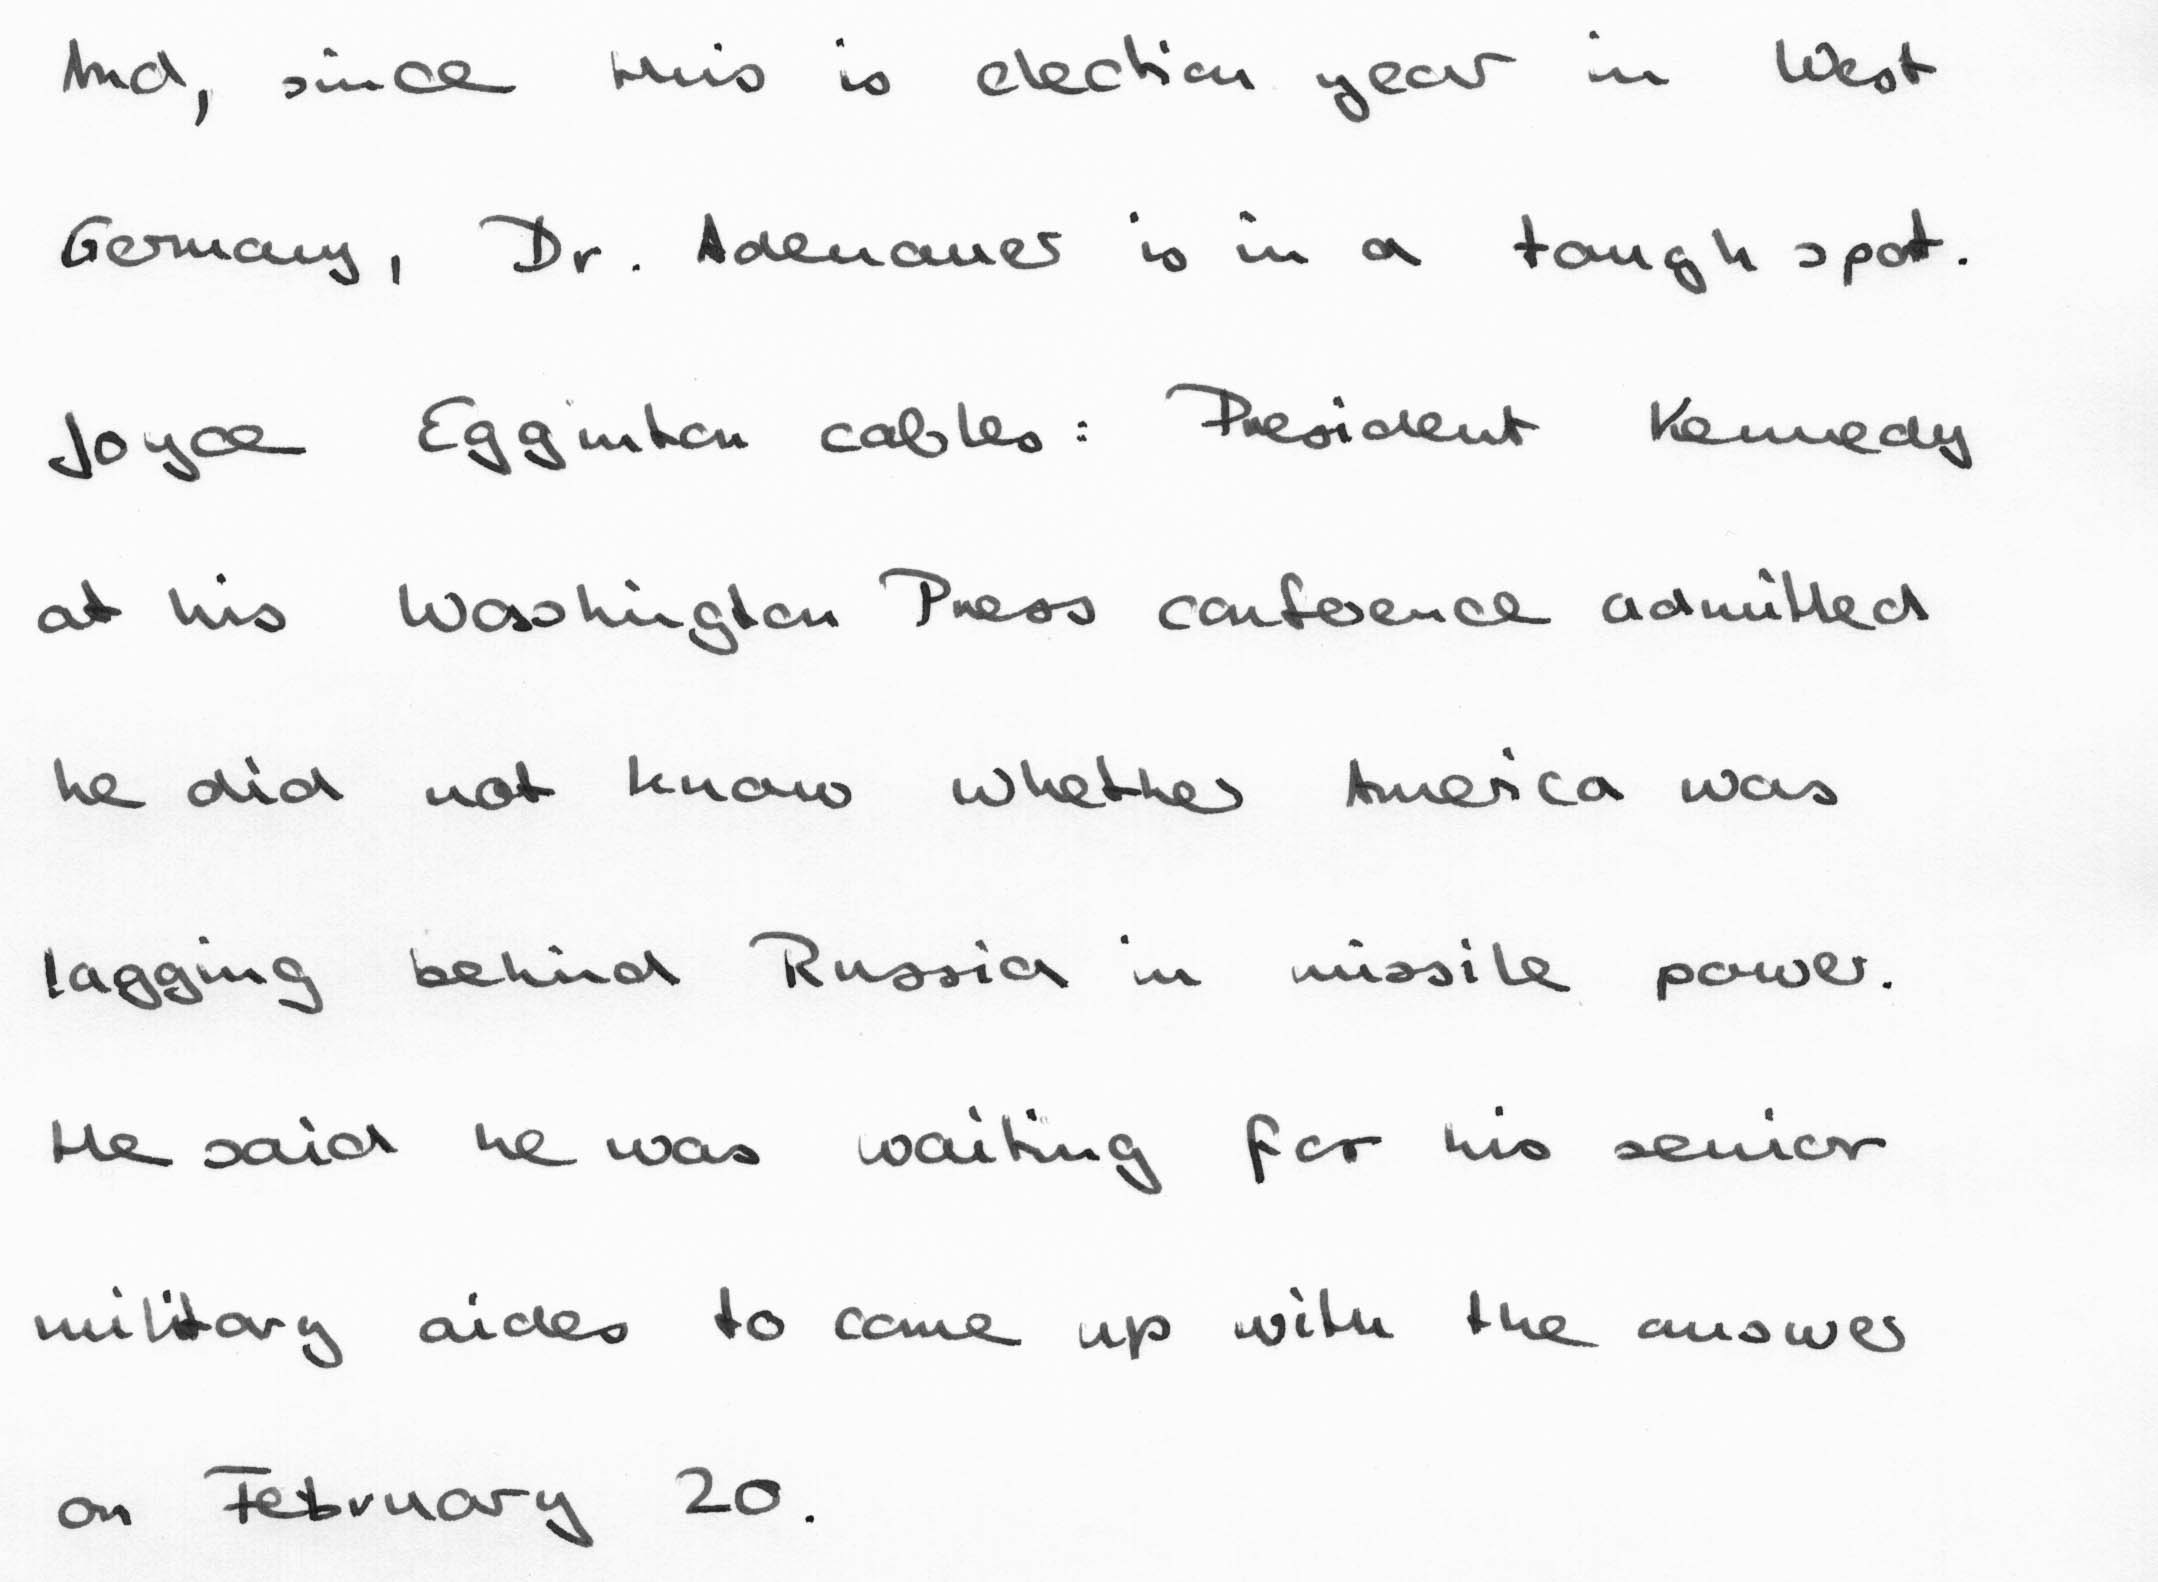 And, since this is election year in West
Germany, Dr. Adenauer is in a tough spot.
Joyce Egginton cables: President Kennedy
at his Washington Press conference admitted
he did not know whether America was
lagging behind Russia in missile power.
He said he was waiting for his senior
military aides to come up with the answer
on February 20.